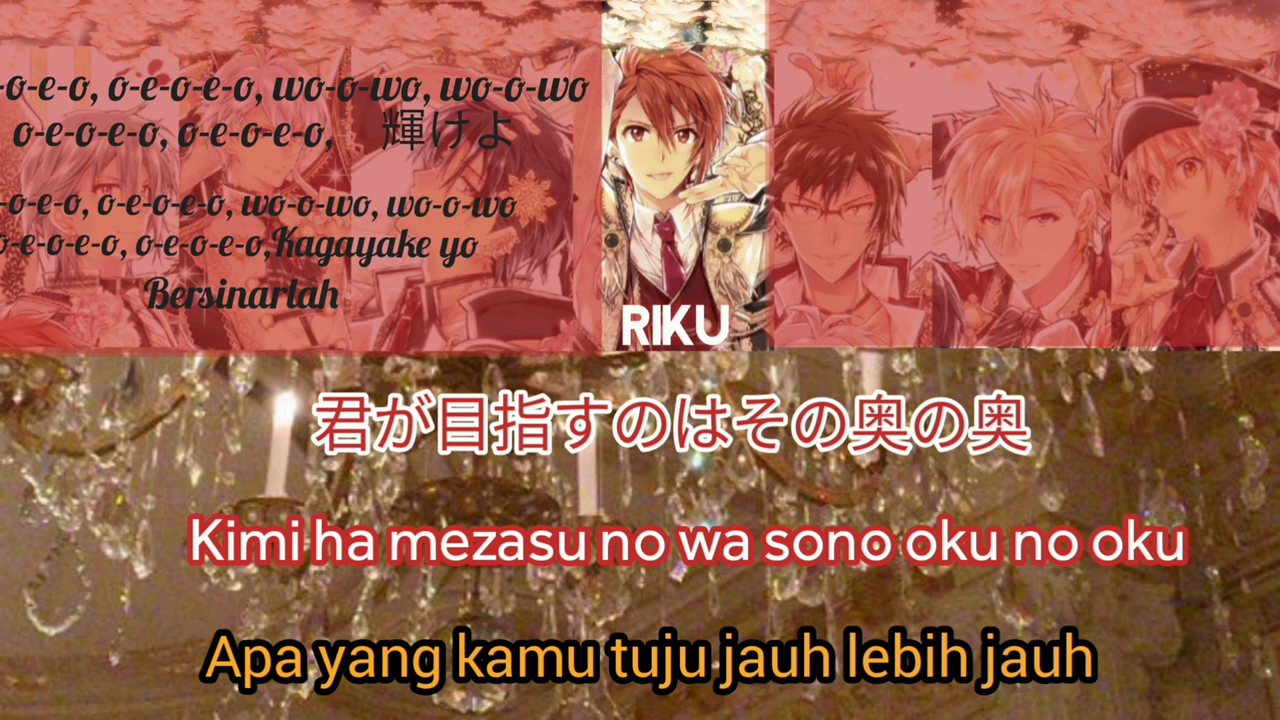 -o-e-o, o-e-o-e-o, wo-o-wo, wo-o-wo
o-e-o-e-o, o-e-o-e-o, 輝けよ
-o-e-o, o-e-o-e-o, wo-o-wo, wo-o-wo
o-e-o-e-o, o-e-o-e-o,Kagayake yo
Bersinarlah
RIKU
君が目指すのはその奥の奥
Kimi ha mezasu no wa sono oku no oku
Apa yang kamu tuju jauh lebih jauh